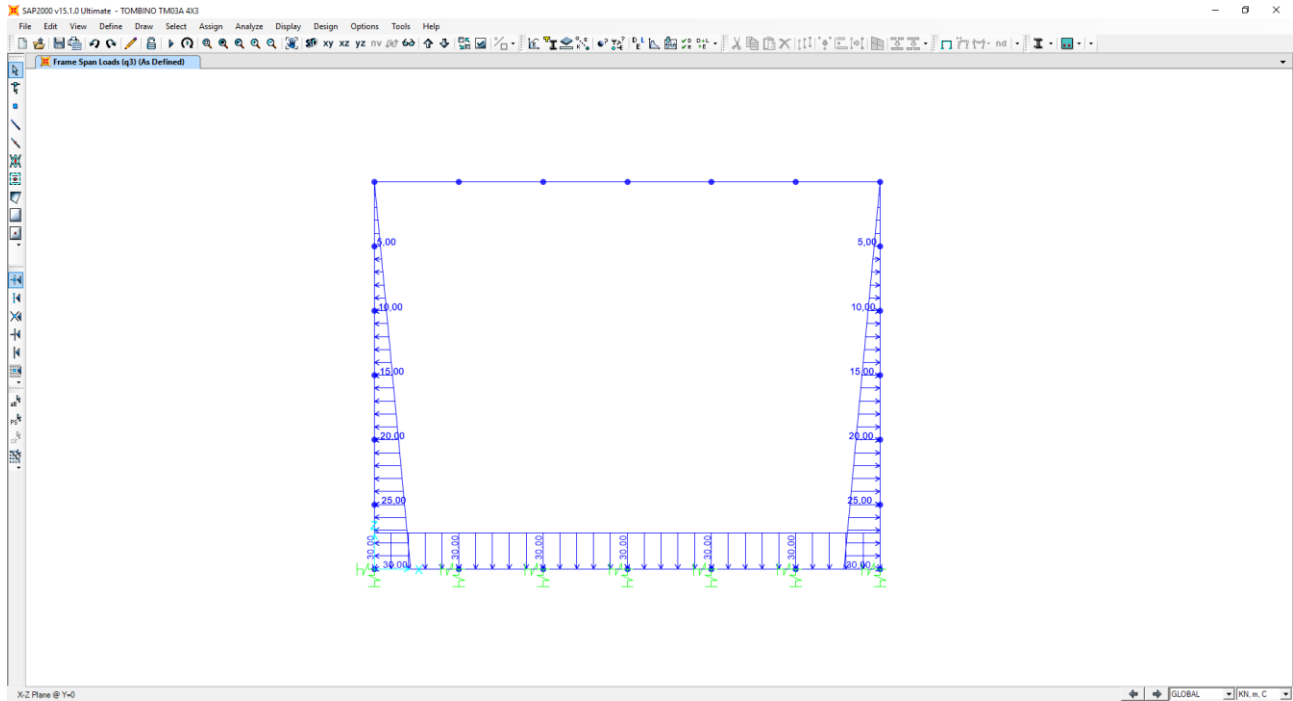 SAP2000 v15.1.0 Ultimate - TOMBINO TM03A 4X3
File Edit View Define Draw Select Assign Analyze Display Design Options Tools Help
xy xz yz nv nd
Frame Span Loads (q3) (As Defined)
5,00 5,00
10,00 10,00
15,00 15,00
20,00 20,00
25,00 25,00
30,00 30,00 30,00 30,00 30,00 30,00
30,00 X 30,00
X-Z Plane @ Y=0 GLOBAL KN, m, C